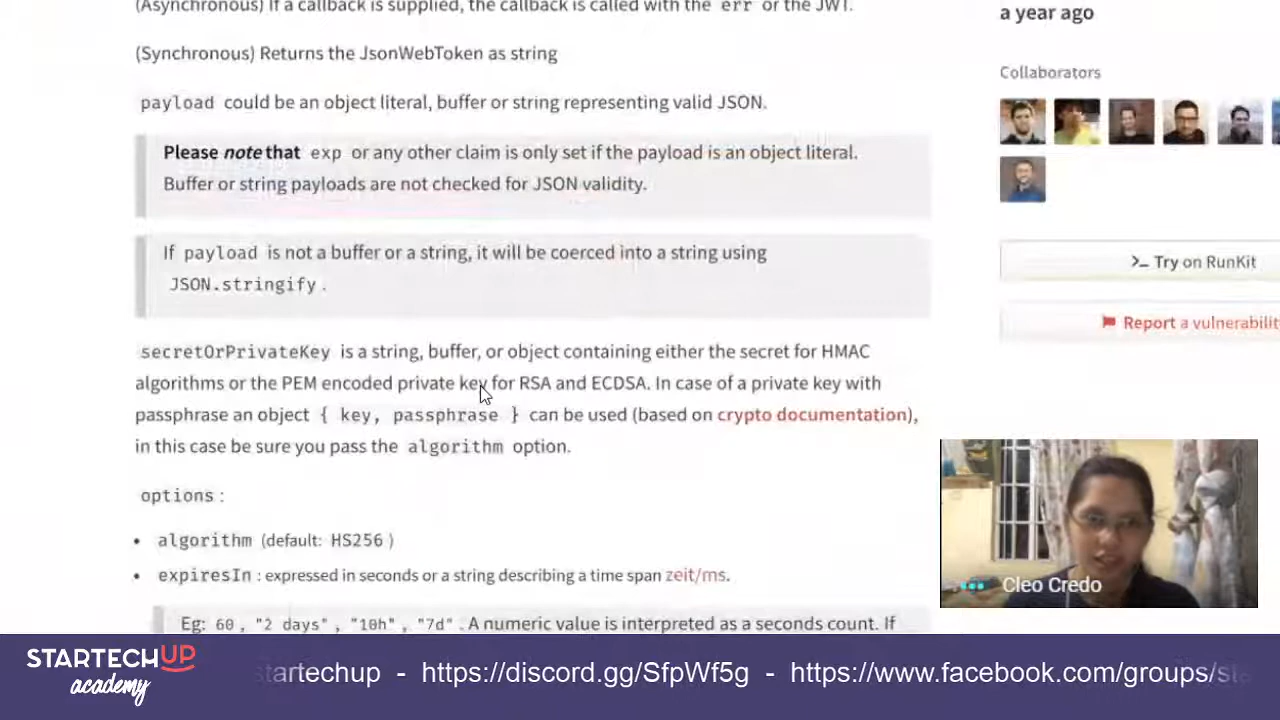 (Asynchronous) If a callback is supplied, the callback is called with the err or the JWT.
(Synchronous) Returns the JsonWebToken as string
payload could be an object literal, buffer or string representing valid JSON.
Please note that exp or any other claim is only set if the payload is an object literal.
Buffer or string payloads are not checked for JSON validity.
If payload is not a buffer or a string, it will be coerced into a string using
JSON.stringify.
secretOrPrivateKey is a string, buffer, or object containing either the secret for HMAC
algorithms or the PEM encoded private key for RSA and ECDSA. In case of a private key with
passphrase an object { key, passphrase } can be used (based on crypto documentation),
in this case be sure you pass the algorithm option.
options:
• algorithm (default: HS256)
• expiresIn: expressed in seconds or a string describing a time span zeit/ms.
Eg: 60, "2 days", "10h", "7d". A numeric value is interpreted as a seconds count. If
a year ago
Collaborators
>_ Try on RunKit
Report a vulnerabilit
Cleo Credo
STARTECHUP
academy
startechup - https://discord.gg/SfpWf5g - https://www.facebook.com/groups/